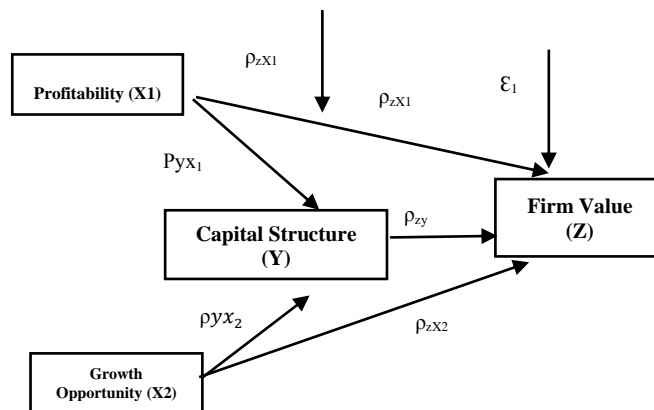 ρzX1
Profitability (X1)
ρzX1
Ɛ1
Pyx1
Capital Structure
(Y)
ρzy
Firm Value
(Z)
ρyx2
ρzX2
Growth
Opportunity (X2)